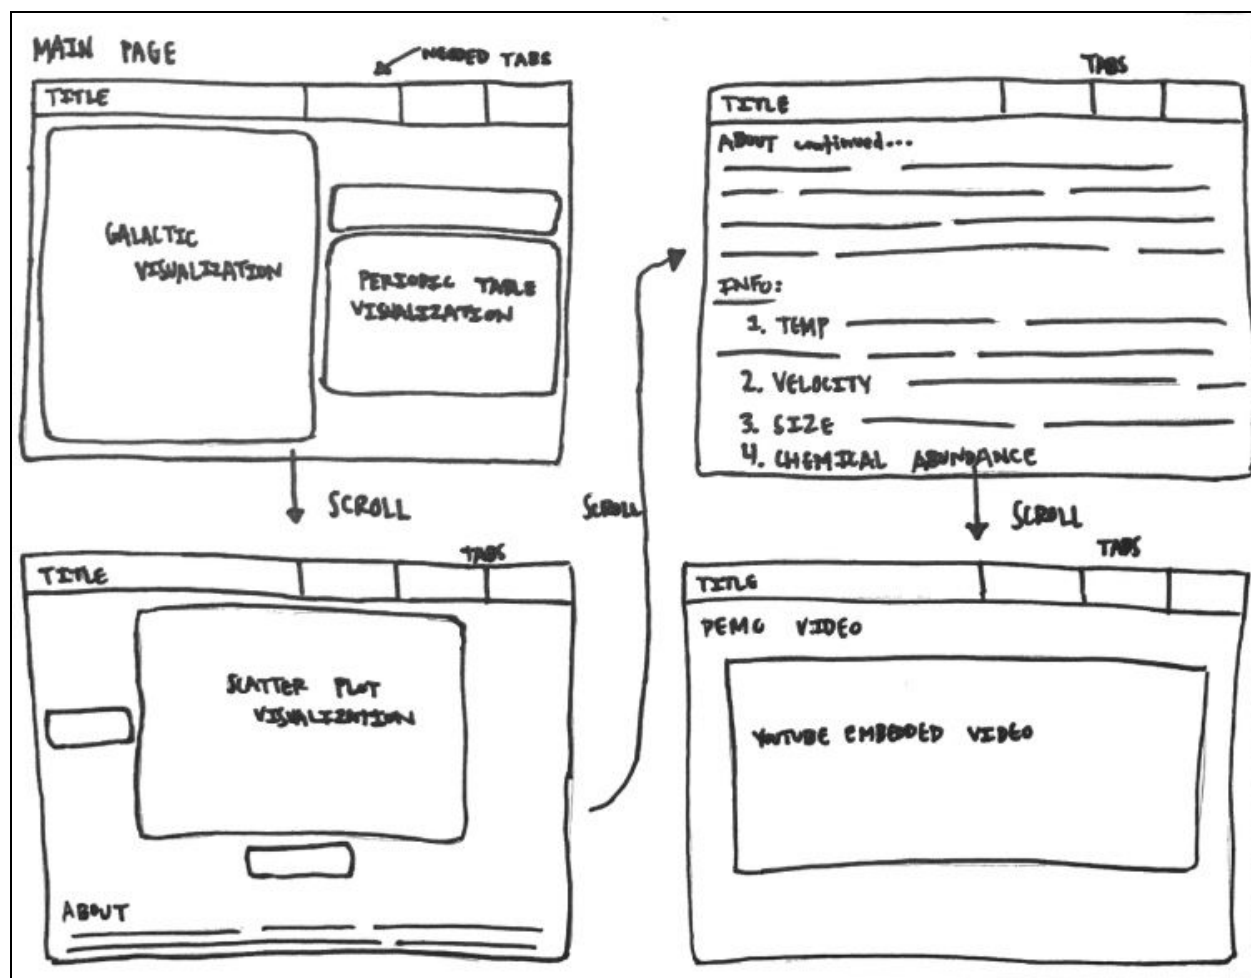 MAIN PAGE
NEEDED TABS
TITLE
GALACTIC
VISUALIZATION
PERIODIC TABLE
VISUALIZATION
SCROLL
TABS
TITLE
SCATTER PLOT
VISUALIZATION
ABOUT
SCROLL
TABS
TITLE
ABOUT continued...
INFO:
1. TEMP
2. VELOCITY
3. SIZE
4. CHEMICAL ABUNDANCE
SCROLL
TABS
TITLE
DEMO VIDEO
YOUTUBE EMBEDDED VIDEO